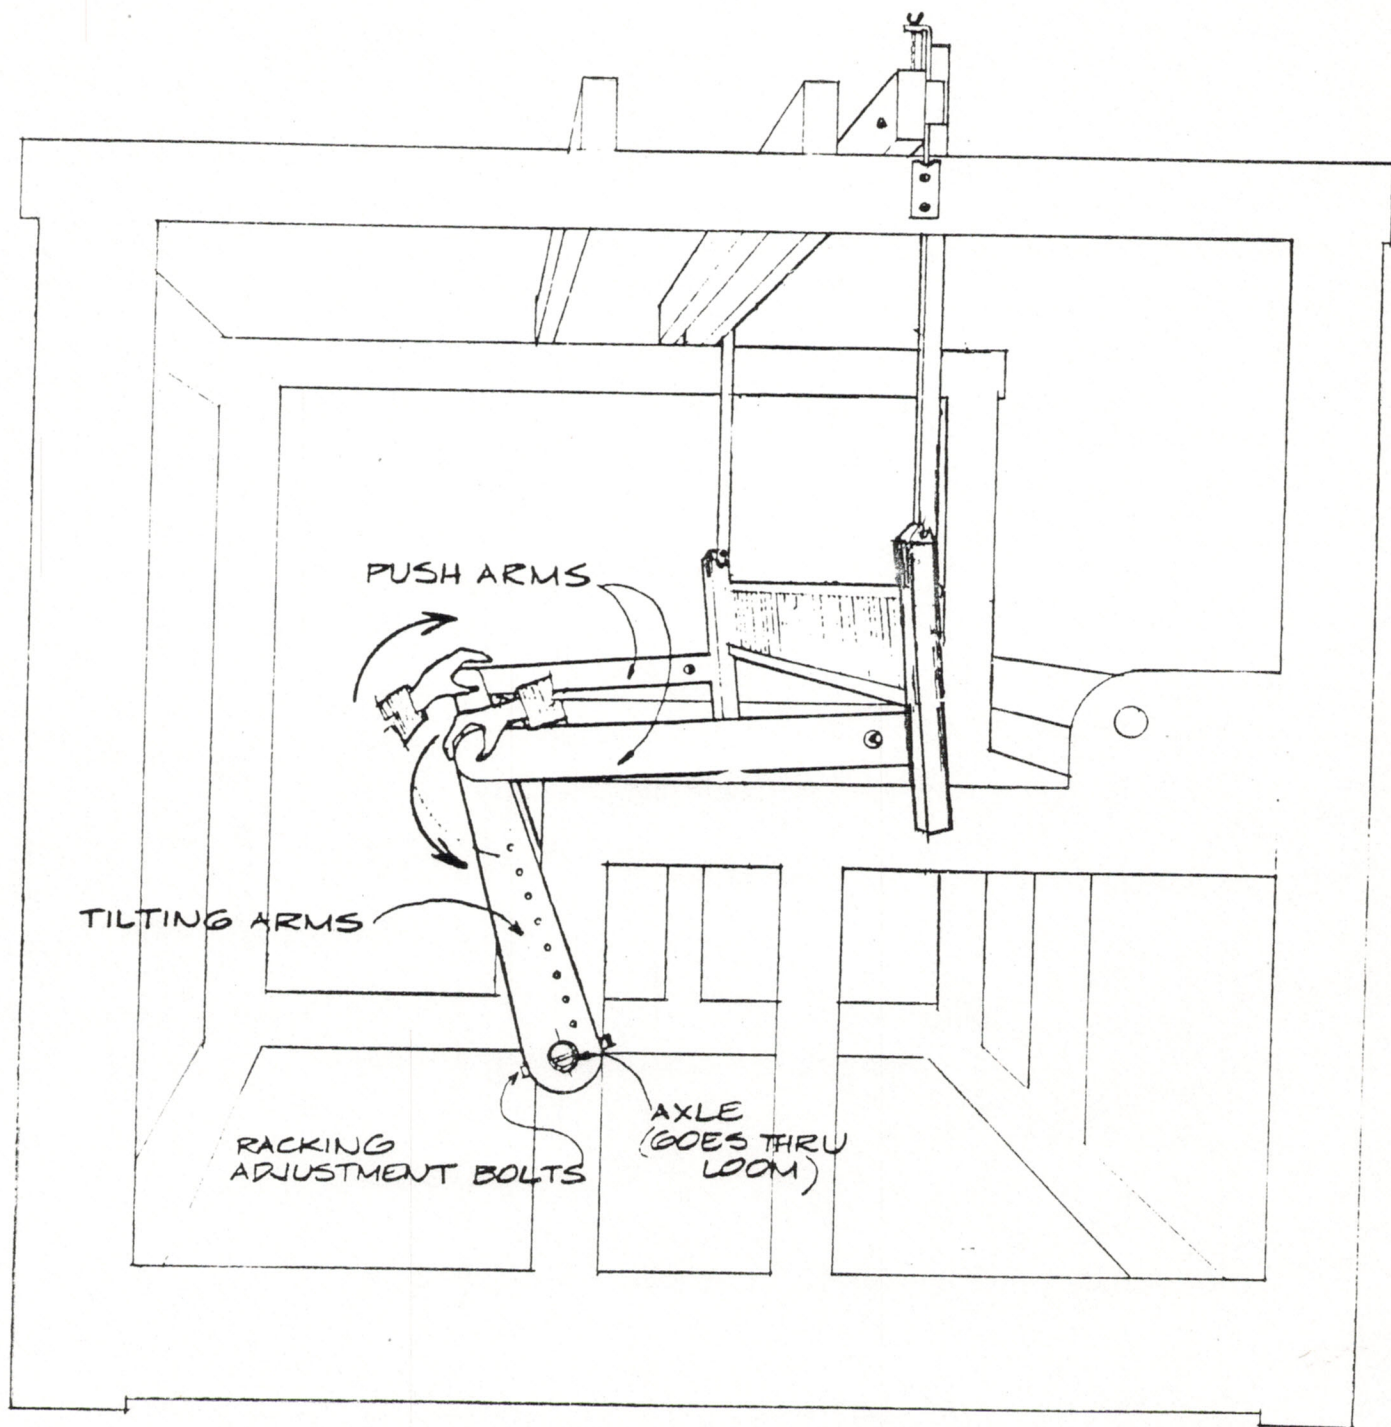 PUSH ARMS
TILTING ARMS
RACKING
ADJUSTMENT BOLTS
AXLE
(GOES THRU
LOOM)